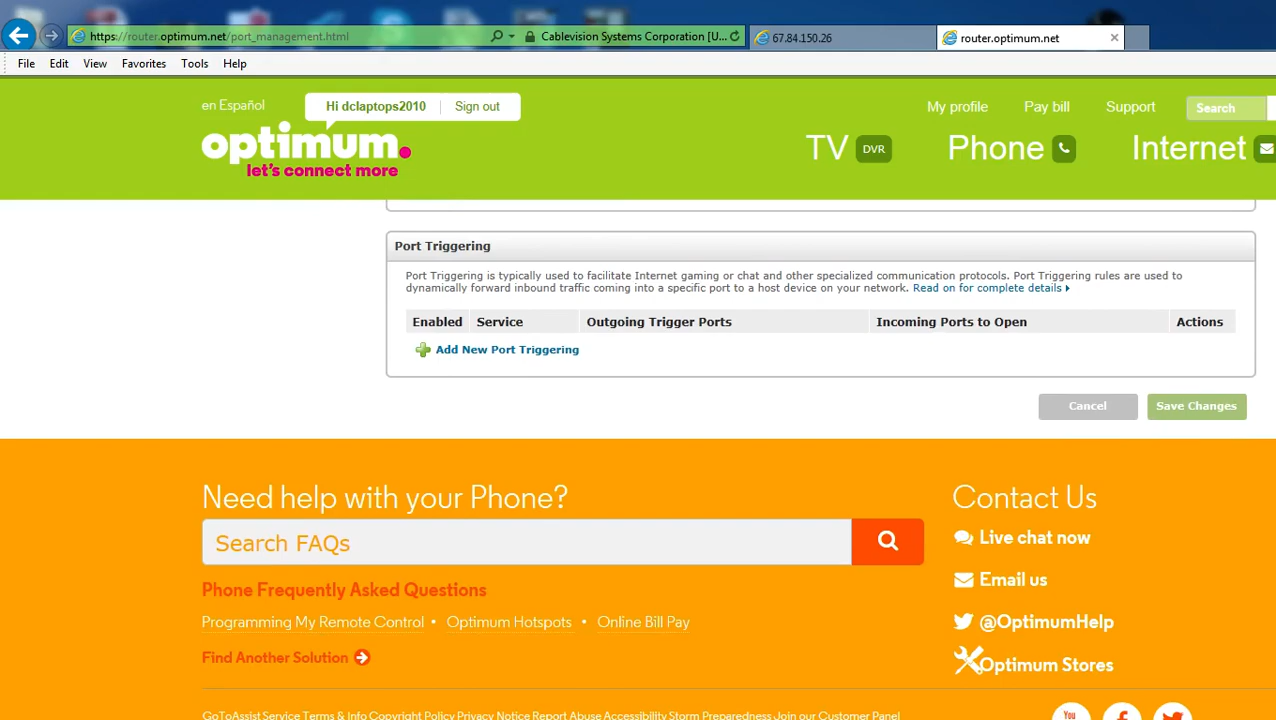 https://router.optimum.net/port_management.html
Cablevision Systems Corporation [U...
67.84.150.26
router.optimum.net
File Edit View Favorites Tools Help
en Español
Hi dclaptops2010 Sign out
My profile Pay bill Support Search
optimum.
let's connect more
TV DVR Phone Internet
Port Triggering
Port Triggering is typically used to facilitate Internet gaming or chat and other specialized communication protocols. Port Triggering rules are used to
dynamically forward inbound traffic coming into a specific port to a host device on your network. Read on for complete details
Enabled Service Outgoing Trigger Ports Incoming Ports to Open Actions
Add New Port Triggering
Cancel Save Changes
Need help with your Phone?
Search FAQs
Phone Frequently Asked Questions
Programming My Remote Control • Optimum Hotspots • Online Bill Pay
Find Another Solution
Contact Us
Live chat now
Email us
@OptimumHelp
Optimum Stores
GoToAssist Service Terms & Info Copyright Policy Privacy Notice Report Abuse Accessibility Storm Preparedness Join our Customer Panel
You